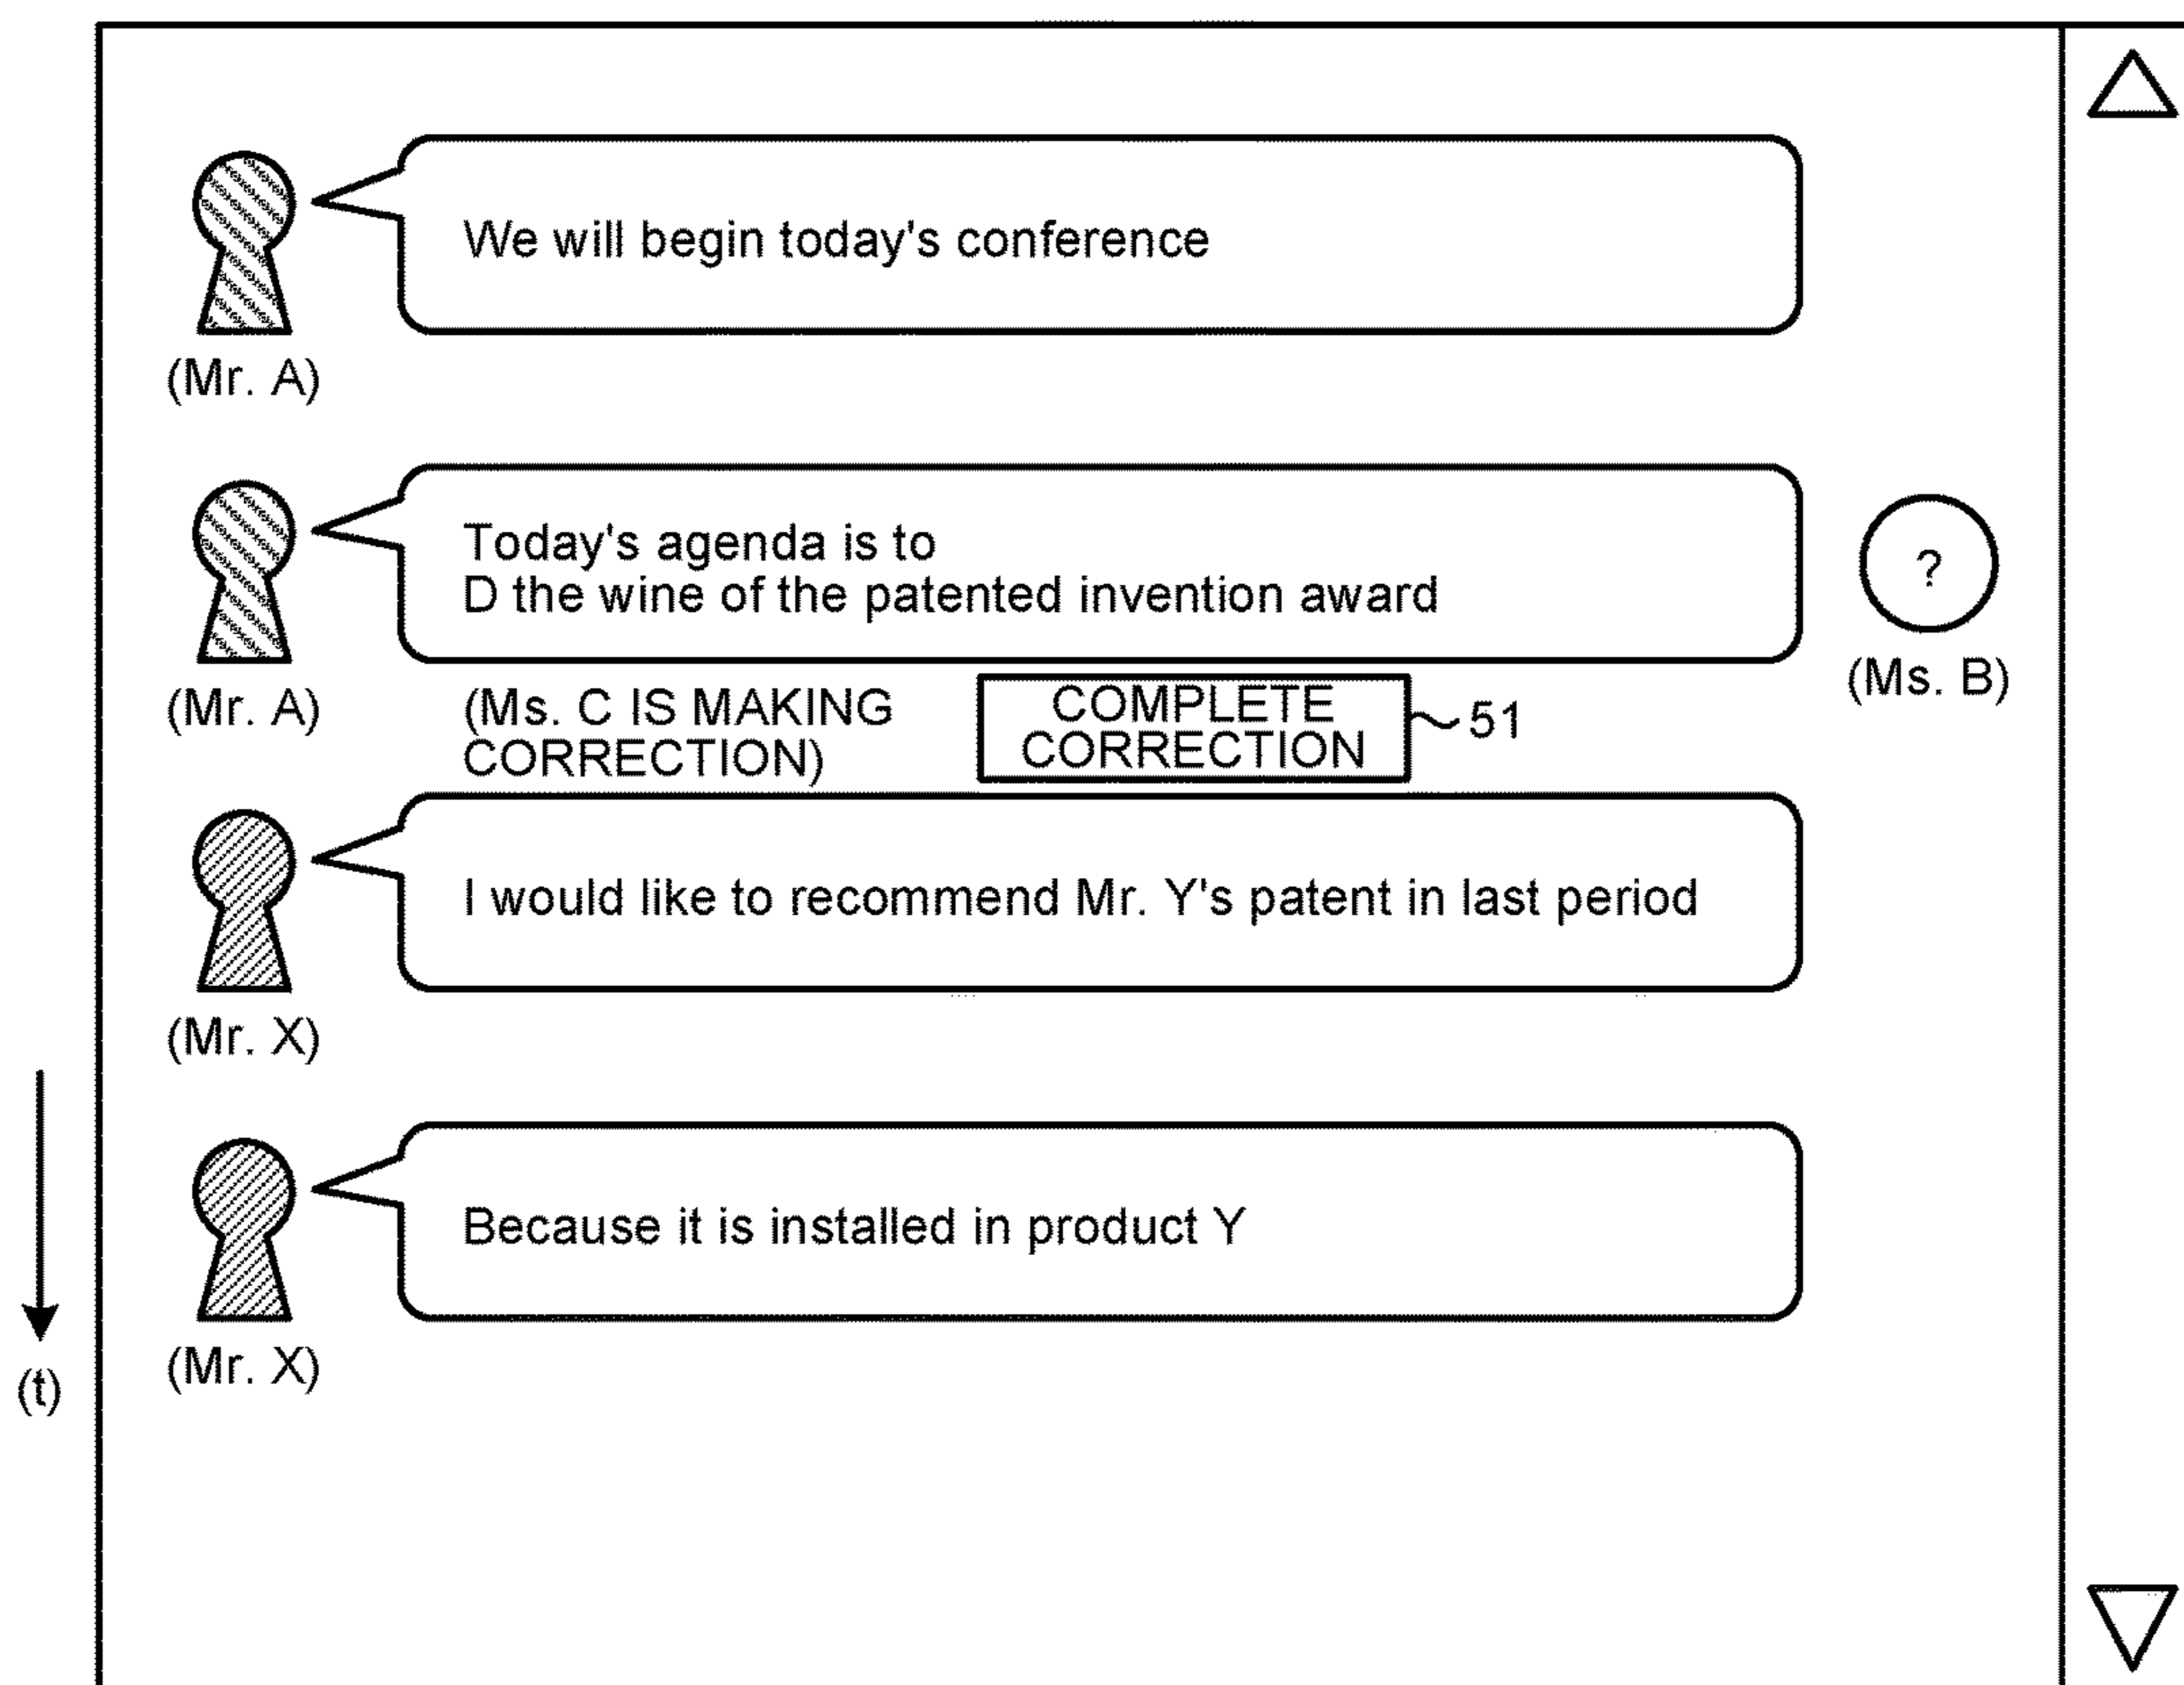 We will begin today's conference
(Mr. A)
Today's agenda is to
D the wine of the patented invention award
?
(Mr. A)
(Ms. B)
(Ms. C IS MAKING
CORRECTION)
COMPLETE
CORRECTION
51
I would like to recommend Mr. Y's patent in last period
(Mr. X)
Because it is installed in product Y
(Mr. X)
(t)